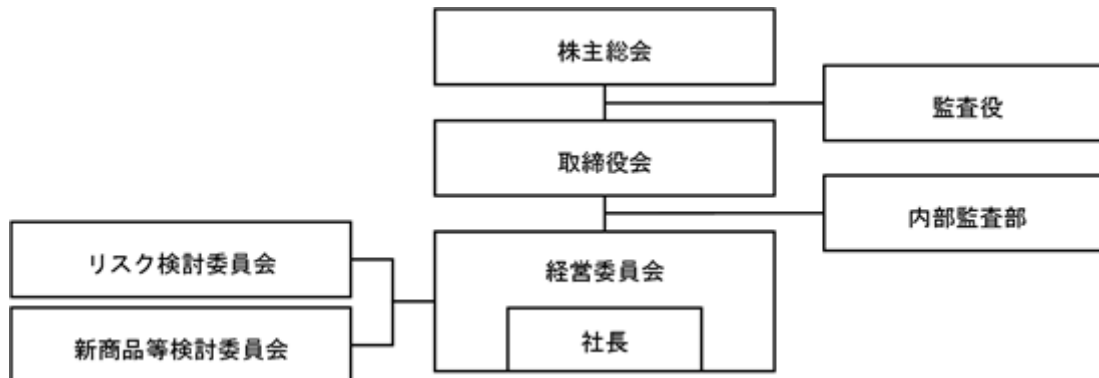 株主総会
監査役
取締役会
内部監査部
リスク検討委員会
経営委員会
新商品等検討委員会
社長